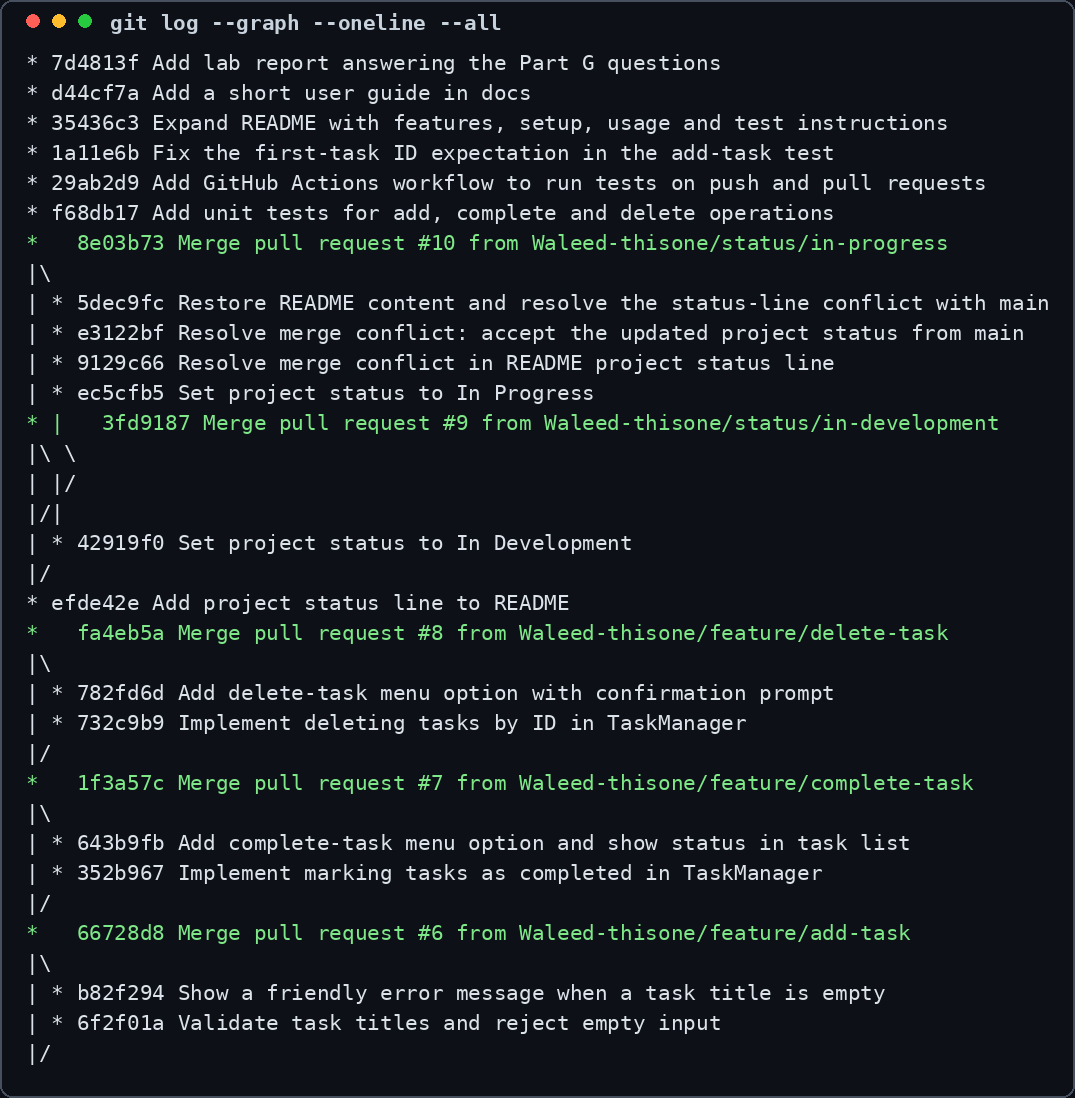 git log --graph --oneline --all
* 7d4813f Add lab report answering the Part G questions
* d44cf7a Add a short user guide in docs
* 35436c3 Expand README with features, setup, usage and test instructions
* 1a11e6b Fix the first-task ID expectation in the add-task test
* 29ab2d9 Add GitHub Actions workflow to run tests on push and pull requests
* f68db17 Add unit tests for add, complete and delete operations
*   8e03b73 Merge pull request #10 from Waleed-thisone/status/in-progress
|\
| * 5dec9fc Restore README content and resolve the status-line conflict with main
| * e3122bf Resolve merge conflict: accept the updated project status from main
| * 9129c66 Resolve merge conflict in README project status line
| * ec5cfb5 Set project status to In Progress
* |   3fd9187 Merge pull request #9 from Waleed-thisone/status/in-development
|\ \
| |/
|/|
| * 42919f0 Set project status to In Development
|/
* efde42e Add project status line to README
*   fa4eb5a Merge pull request #8 from Waleed-thisone/feature/delete-task
|\
| * 782fd6d Add delete-task menu option with confirmation prompt
| * 732c9b9 Implement deleting tasks by ID in TaskManager
|/
*   1f3a57c Merge pull request #7 from Waleed-thisone/feature/complete-task
|\
| * 643b9fb Add complete-task menu option and show status in task list
| * 352b967 Implement marking tasks as completed in TaskManager
|/
*   66728d8 Merge pull request #6 from Waleed-thisone/feature/add-task
|\
| * b82f294 Show a friendly error message when a task title is empty
| * 6f2f01a Validate task titles and reject empty input
|/